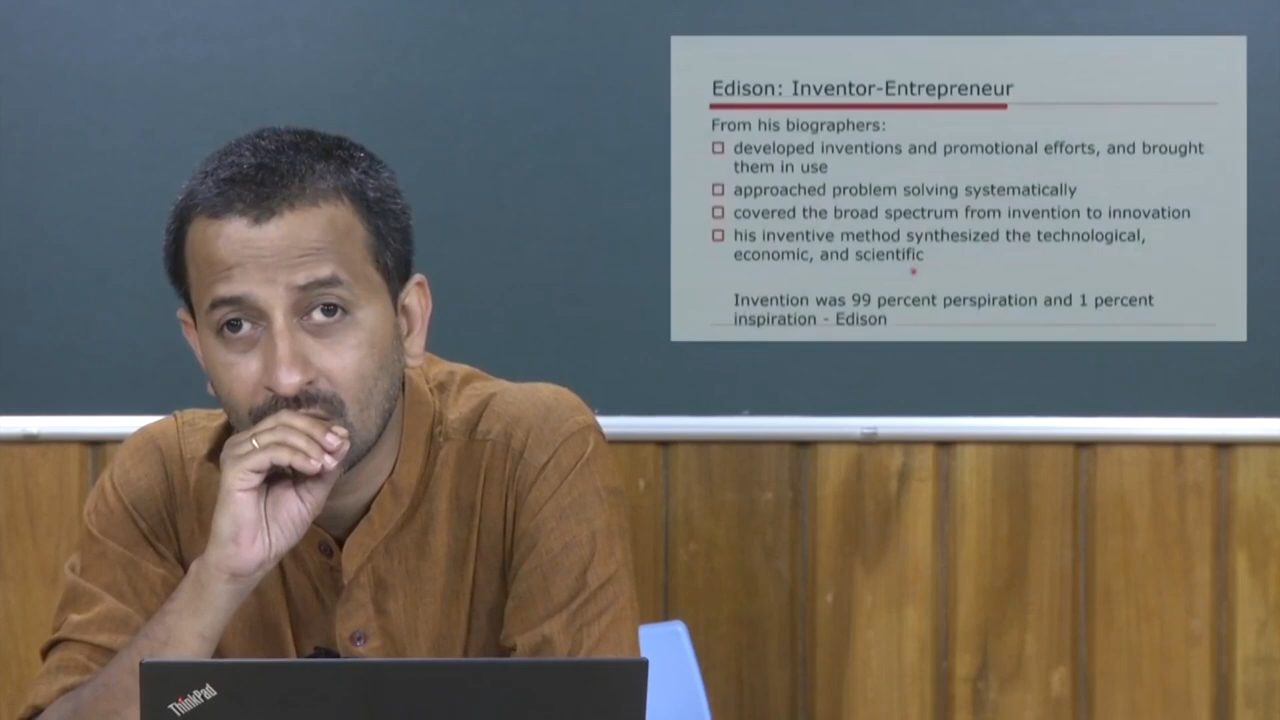 Edison: Inventor-Entrepreneur
From his biographers:
developed inventions and promotional efforts, and brought
them in use
approached problem solving systematically
covered the broad spectrum from invention to innovation
his inventive method synthesized the technological,
economic, and scientific
Invention was 99 percent perspiration and 1 percent
inspiration - Edison
ThinkPad